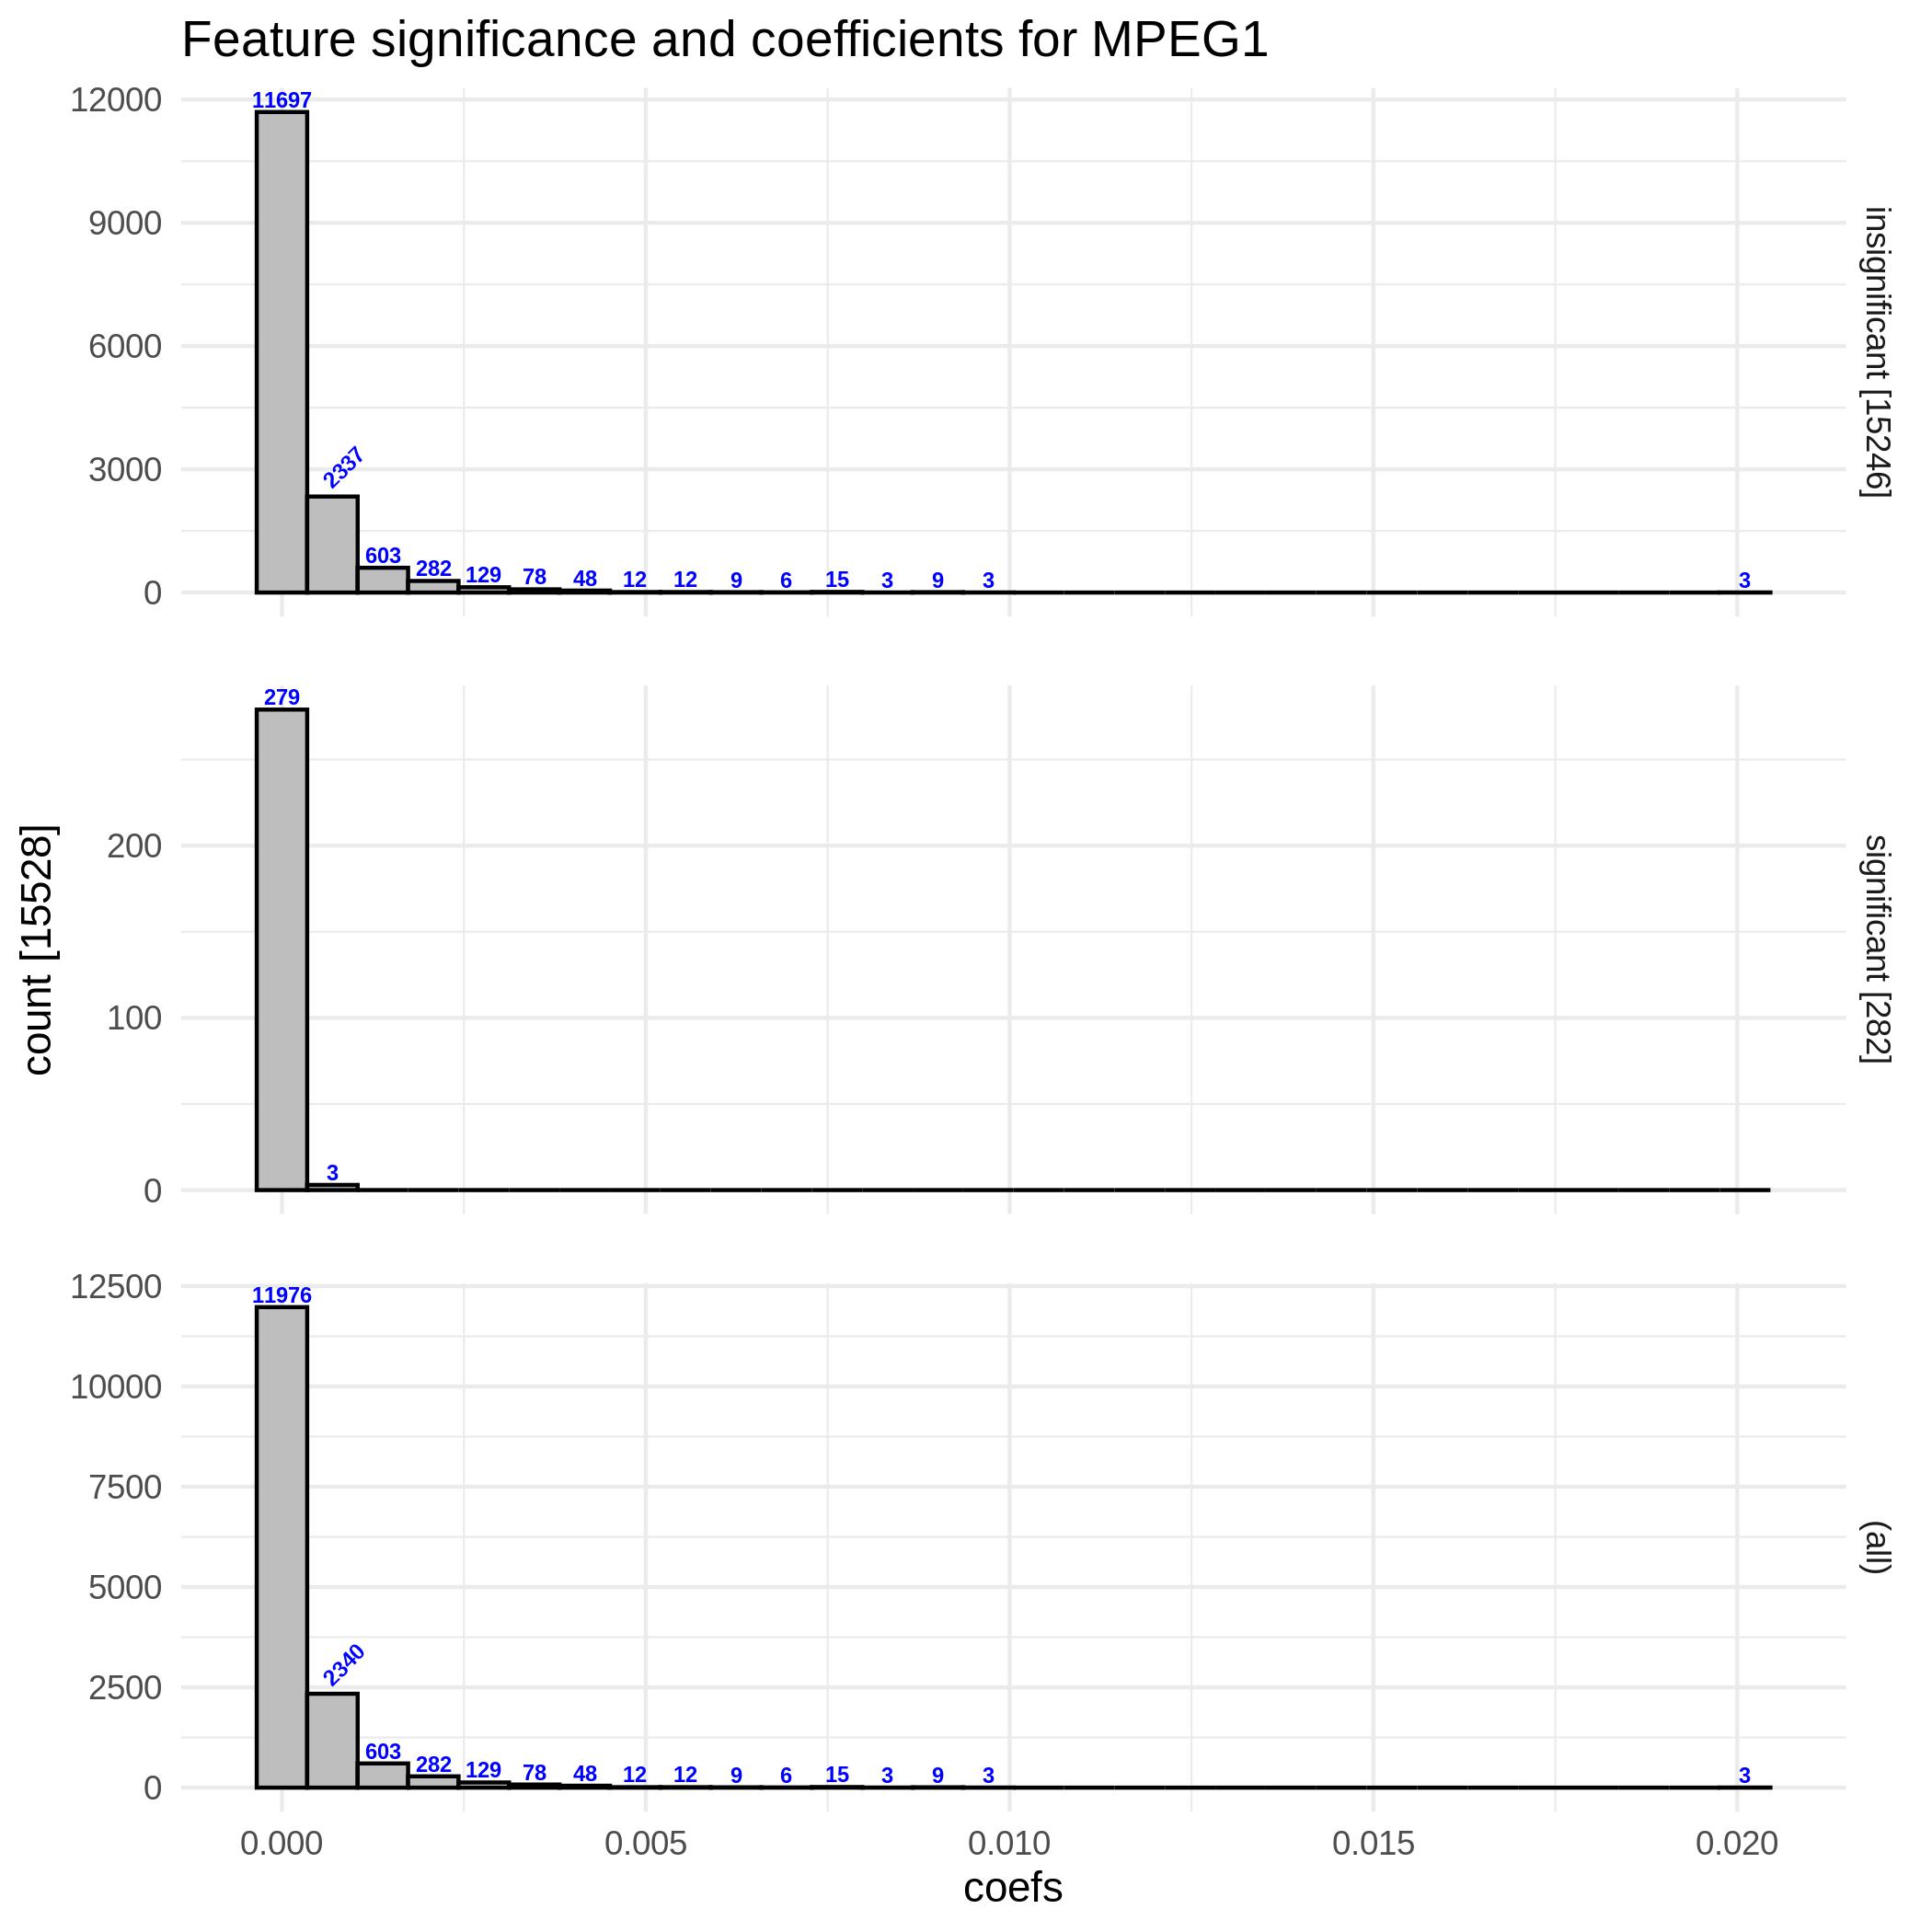 Feature significance and coefficients for MPEG1
12000
9000
6000
3000
0
11697
2337
603 282 129 78 48 12 12 9 6 15 3 9 3 3
insignificant [15246]
200
100
0
279
3
significant [282]
count [15528]
12500
10000
7500
5000
2500
0
11976
2340
603 282 129 78 48 12 12 9 6 15 3 9 3 3
(all)
0.000 0.005 0.010 0.015 0.020
coefs